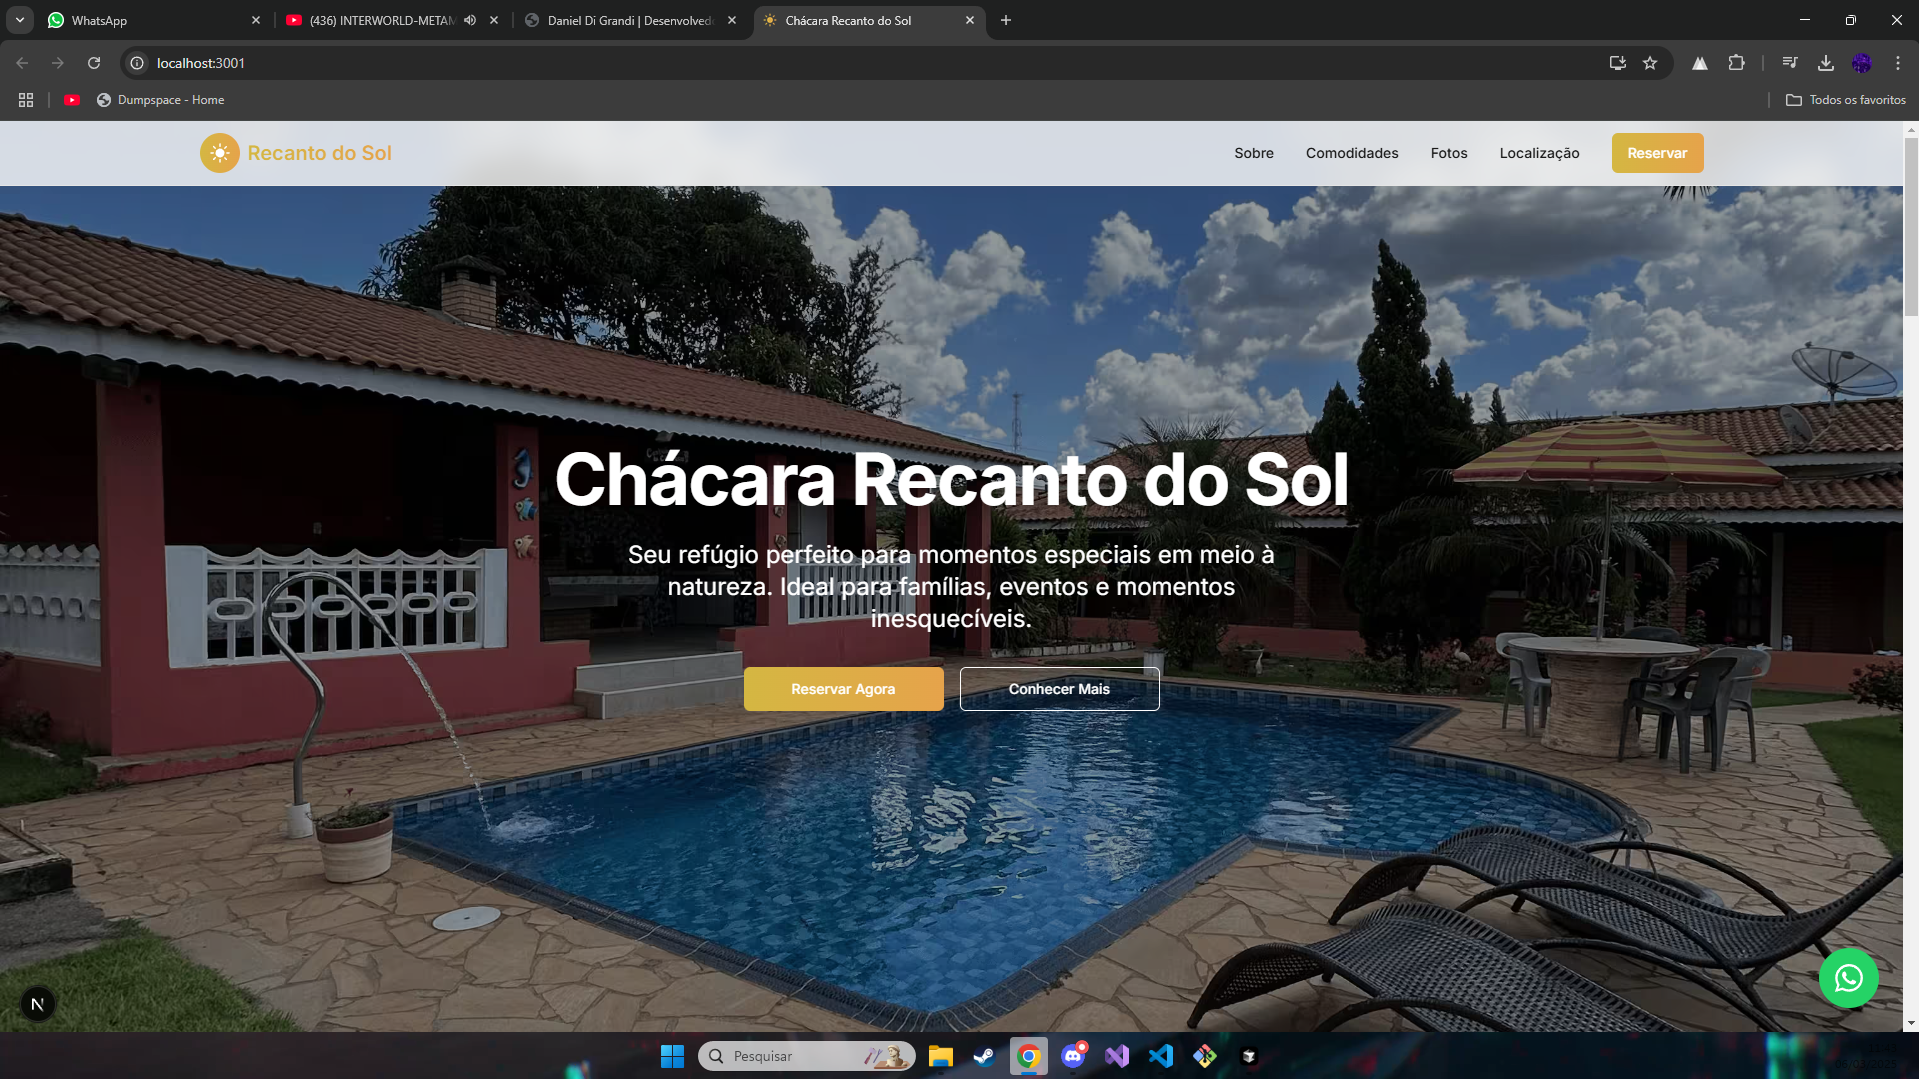 WhatsApp
(436) INTERWORLD-METAM
Daniel Di Grandi | Desenvolved
Chácara Recanto do Sol
localhost:3001
Dumpspace - Home
Todos os favoritos
Recanto do Sol
Sobre
Comodidades
Fotos
Localização
Reservar
Chácara Recanto do Sol
Seu refúgio perfeito para momentos especiais em meio à
natureza. Ideal para famílias, eventos e momentos
inesquecíveis.
Reservar Agora
Conhecer Mais
N
Pesquisar